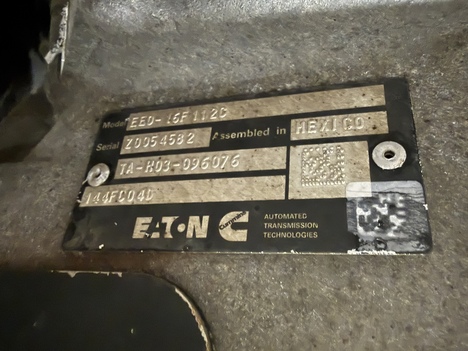 Model EEO-16F112C
Serial Z0054582 Assembled in MEXICO
TA-H03-096076
144FC04D
EATON Cummins AUTOMATED
TRANSMISSION
TECHNOLOGIES